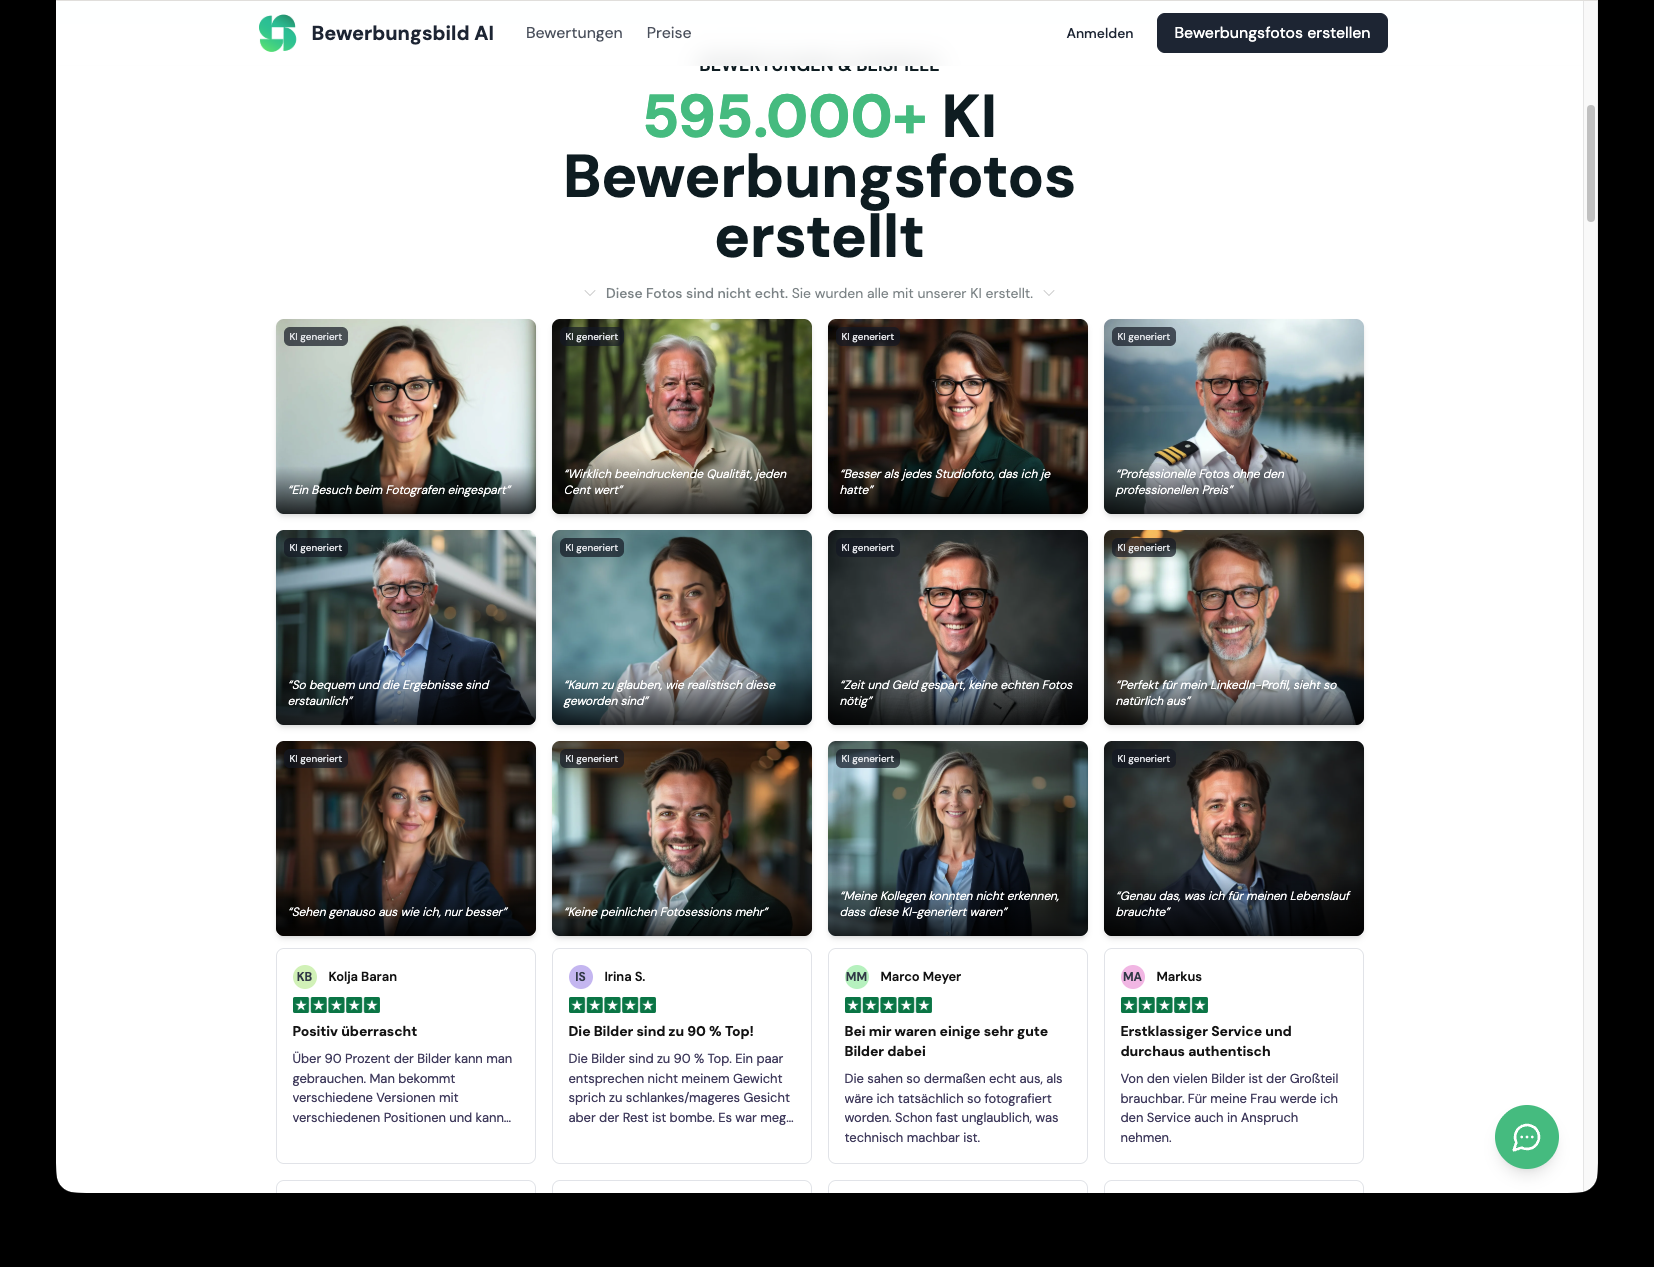 Bewerbungsbild AI
Bewertungen
Preise
Anmelden
Bewerbungsfotos erstellen
BEWERTUNGEN & BEISPIELE
595.000+ KI
Bewerbungsfotos
erstellt
Diese Fotos sind nicht echt. Sie wurden alle mit unserer KI erstellt.
KI generiert
“Ein Besuch beim Fotografen eingespart”
KI generiert
“Wirklich beeindruckende Qualität, jeden
Cent wert”
KI generiert
“Besser als jedes Studiofoto, das ich je
hatte”
KI generiert
“Professionelle Fotos ohne den
professionellen Preis”
KI generiert
“So bequem und die Ergebnisse sind
erstaunlich”
KI generiert
“Kaum zu glauben, wie realistisch diese
geworden sind”
KI generiert
“Zeit und Geld gespart, keine echten Fotos
nötig”
KI generiert
“Perfekt für mein LinkedIn-Profil, sieht so
natürlich aus”
KI generiert
“Sehen genauso aus wie ich, nur besser”
KI generiert
“Keine peinlichen Fotosessions mehr”
KI generiert
“Meine Kollegen konnten nicht erkennen,
dass diese KI-generiert waren”
KI generiert
“Genau das, was ich für meinen Lebenslauf
brauchte”
KB Kolja Baran
Positiv überrascht
Über 90 Prozent der Bilder kann man
gebrauchen. Man bekommt
verschiedene Versionen mit
verschiedenen Positionen und kann...
IS Irina S.
Die Bilder sind zu 90 % Top!
Die Bilder sind zu 90 % Top. Ein paar
entsprechen nicht meinem Gewicht
sprich zu schlankes/mageres Gesicht
aber der Rest ist bombe. Es war meg...
MM Marco Meyer
Bei mir waren einige sehr gute
Bilder dabei
Die sahen so dermaßen echt aus, als
wäre ich tatsächlich so fotografiert
worden. Schon fast unglaublich, was
technisch machbar ist.
MA Markus
Erstklassiger Service und
durchaus authentisch
Von den vielen Bilder ist der Großteil
brauchbar. Für meine Frau werde ich
den Service auch in Anspruch
nehmen.